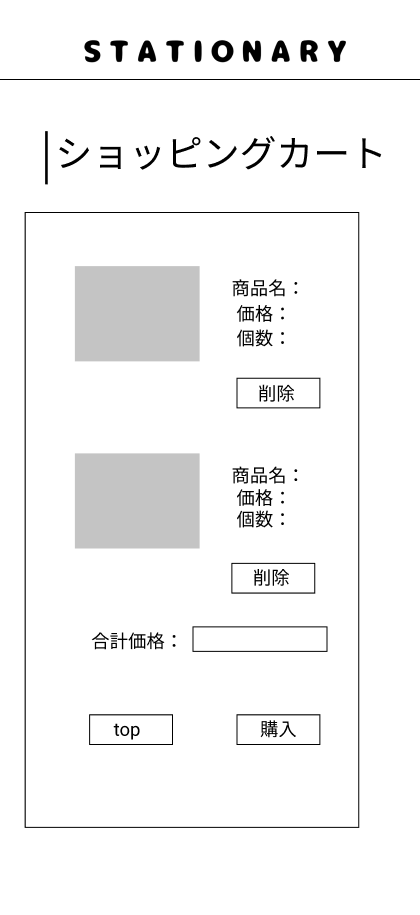 STATIONARY
ショッピングカート
商品名：
価格：
個数：
削除
商品名：
価格：
個数：
削除
合計価格：
top
購入